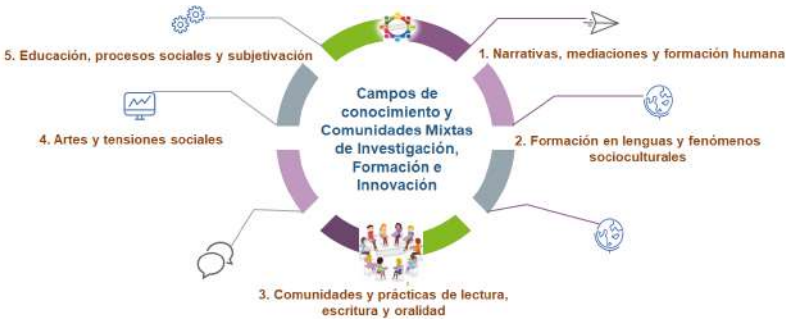 5. Educación, procesos sociales y subjetivación
1. Narrativas, mediaciones y formación humana
Campos de
conocimiento y
Comunidades Mixtas
de Investigación,
Formación e
Innovación
4. Artes y tensiones sociales
2. Formación en lenguas y fenómenos
socioculturales
3. Comunidades y prácticas de lectura,
escritura y oralidad